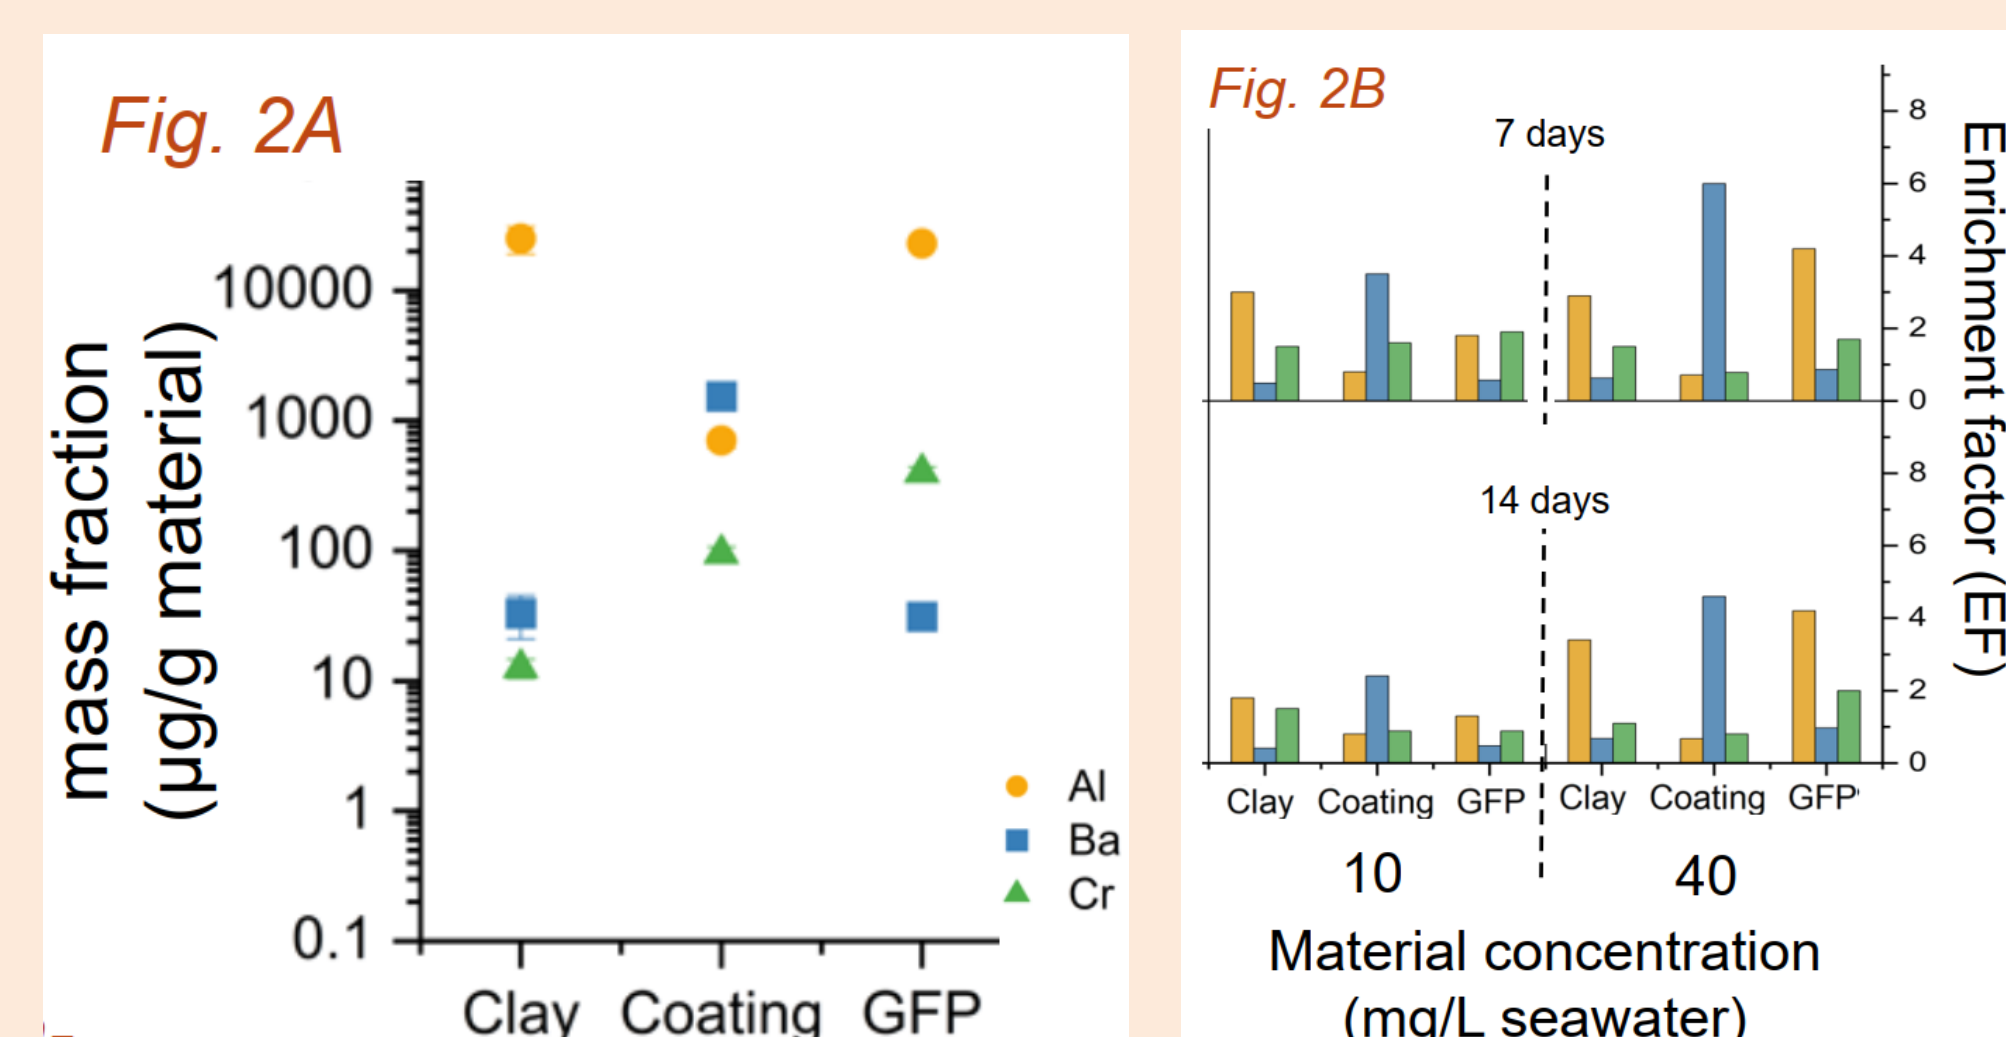 Fig. 2A
mass fraction
(µg/g material)
10000
1000
100
10
1
0.1
Clay Coating GFP
Al
Ba
Cr
Fig. 2B
7 days
8
6
4
2
0
14 days
8
6
4
2
0
Enrichment factor (EF)
Clay Coating GFP Clay Coating GFP
10 40
Material concentration
(mg/L seawater)